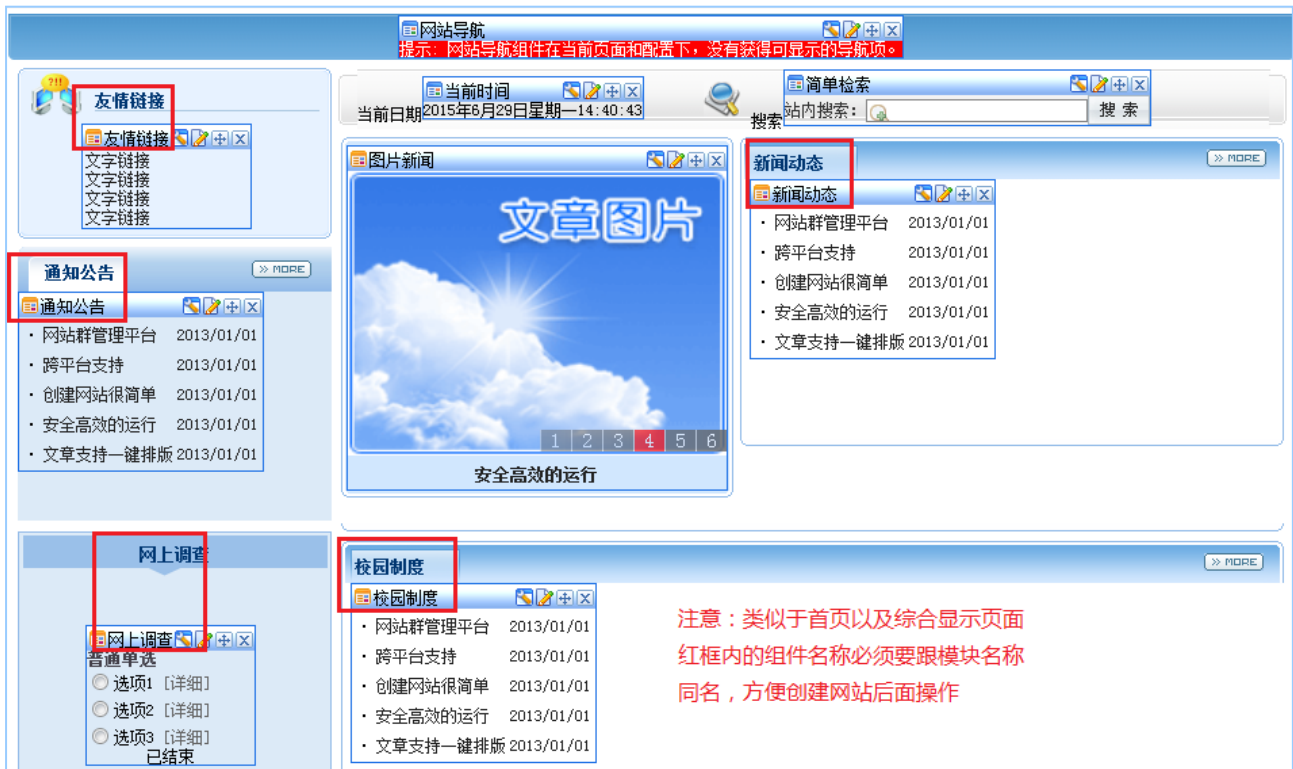 网站导航
提示：网站导航组件在当前页面和配置下，没有获得可显示的导航项。
?!!
友情链接
友情链接
文字链接
文字链接
文字链接
文字链接
当前时间
当前日期2015年6月29日星期一14:40:43
简单检索
搜索站内搜索：
搜 索
图片新闻
文章图片
1 2 3 4 5 6
安全高效的运行
新闻动态
MORE
新闻动态
· 网站群管理平台 2013/01/01
· 跨平台支持 2013/01/01
· 创建网站很简单 2013/01/01
· 安全高效的运行 2013/01/01
· 文章支持一键排版 2013/01/01
通知公告
MORE
通知公告
· 网站群管理平台 2013/01/01
· 跨平台支持 2013/01/01
· 创建网站很简单 2013/01/01
· 安全高效的运行 2013/01/01
· 文章支持一键排版 2013/01/01
网上调查
网上调查
普通单选
选项1 [详细]
选项2 [详细]
选项3 [详细]
已结束
校园制度
MORE
校园制度
· 网站群管理平台 2013/01/01
· 跨平台支持 2013/01/01
· 创建网站很简单 2013/01/01
· 安全高效的运行 2013/01/01
· 文章支持一键排版 2013/01/01
注意：类似于首页以及综合显示页面
红框内的组件名称必须要跟模块名称
同名，方便创建网站后面操作